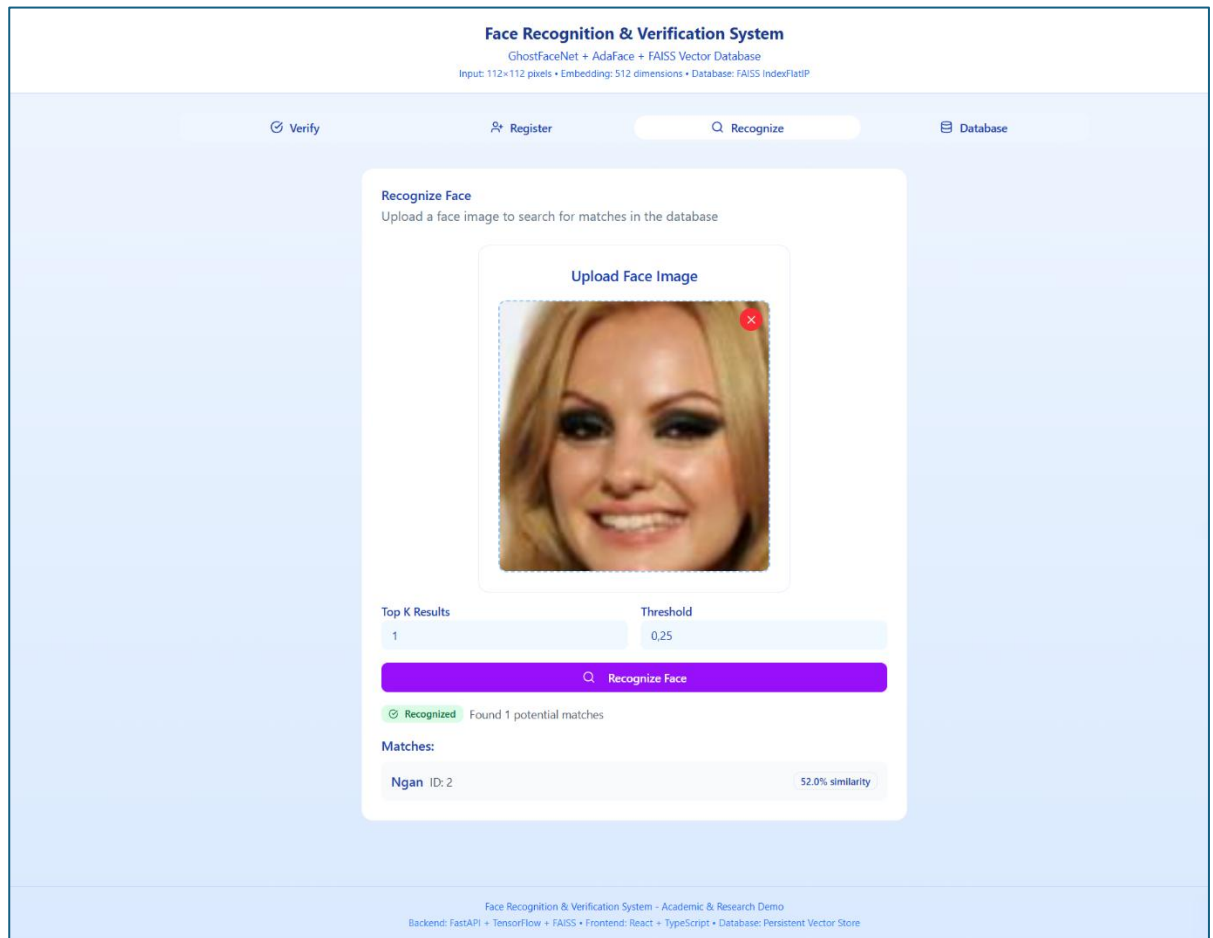 Face Recognition & Verification System
GhostFaceNet + AdaFace + FAISS Vector Database
Input: 112×112 pixels • Embedding: 512 dimensions • Database: FAISS IndexFlatIP
Verify
Register
Recognize
Database
Recognize Face
Upload a face image to search for matches in the database
Upload Face Image
Top K Results
Threshold
1
0,25
Recognize Face
Recognized Found 1 potential matches
Matches:
Ngan ID: 2
52.0% similarity
Face Recognition & Verification System - Academic & Research Demo
Backend: FastAPI + TensorFlow + FAISS • Frontend: React + TypeScript • Database: Persistent Vector Store